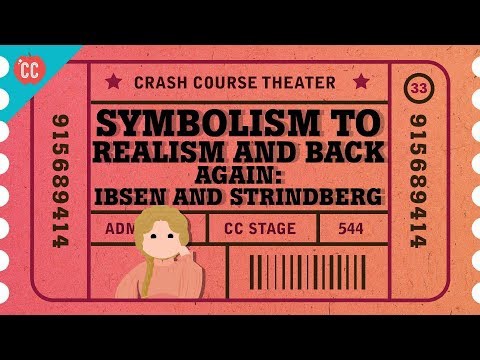 CC
CRASH COURSE THEATER
33
SYMBOLISM TO
REALISM AND BACK
AGAIN:
IBSEN AND STRINDBERG
CC STAGE
544
915689414
915689414